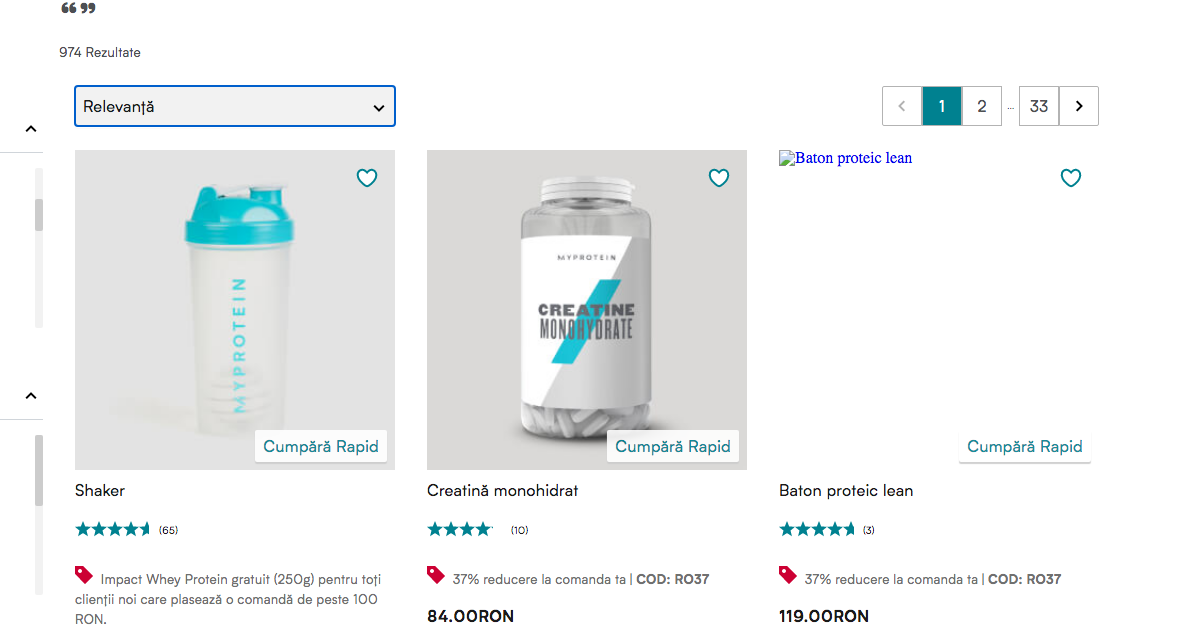 ❝ ❞
974 Rezultate
Relevanță
1 2 ... 33
MYPROTEIN
MYPROTEIN
CREATINE
MONOHYDRATE
Baton proteic lean
Cumpără Rapid
Cumpără Rapid
Cumpără Rapid
Shaker
Creatină monohidrat
Baton proteic lean
(65)
(10)
(3)
Impact Whey Protein gratuit (250g) pentru toți
clienții noi care plasează o comandă de peste 100
RON.
37% reducere la comanda ta | COD: RO37
84.00RON
37% reducere la comanda ta | COD: RO37
119.00RON